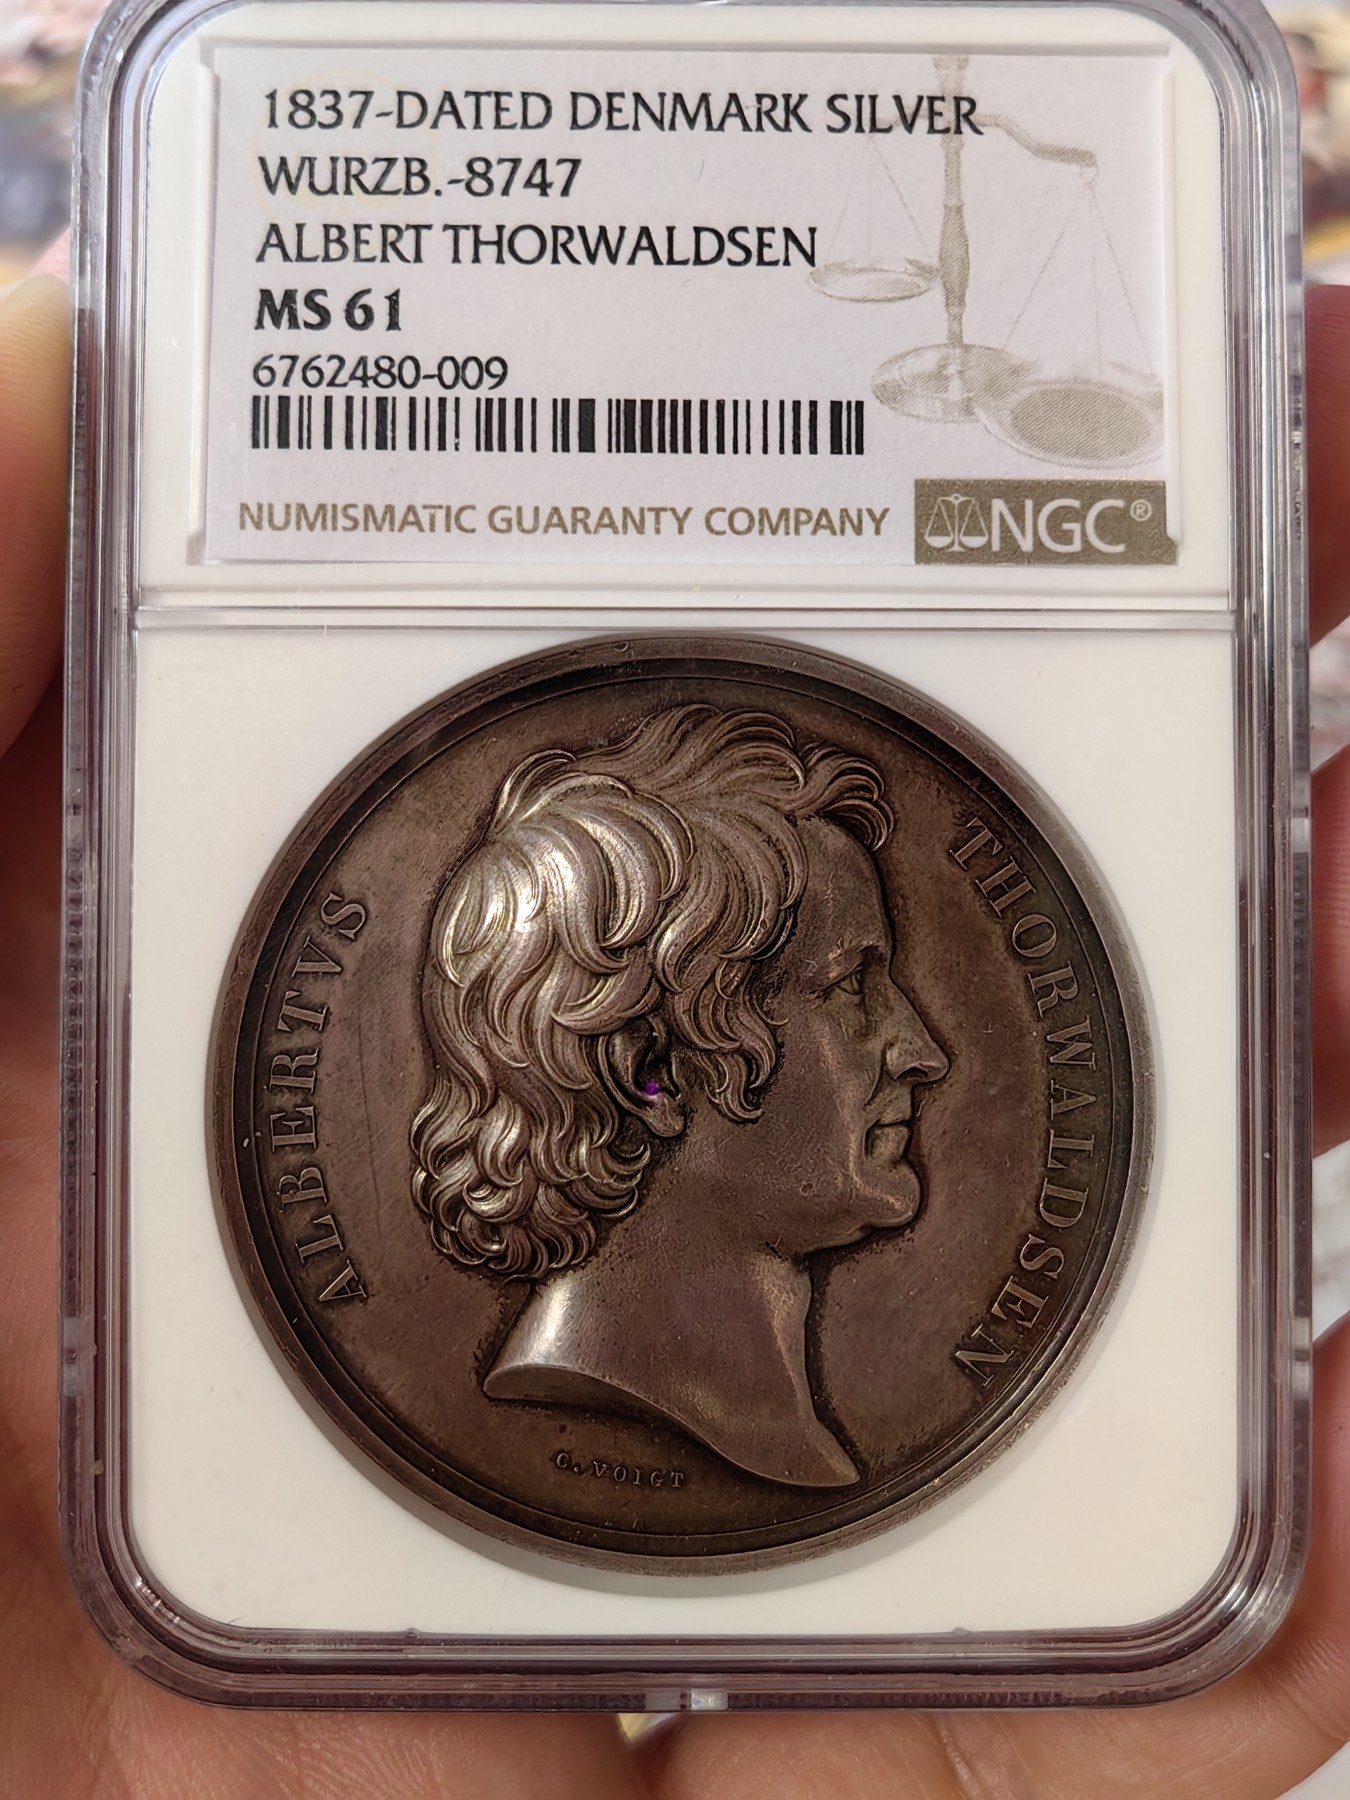 1837-DATED DENMARK SILVER
WURZB.-8747
ALBERT THORWALDSEN
MS 61
6762480-009
NUMISMATIC GUARANTY COMPANY
NGC®
ALBERTVS
THORWALDSEN
C. VOIGT